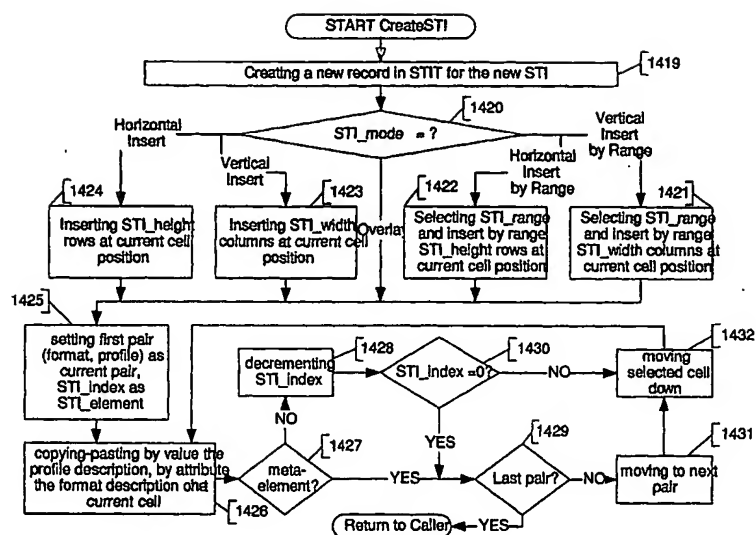 START CreateSTI
Creating a new record in STIT for the new STI
1419
1420
STI_mode = ?
Horizontal
Insert
Vertical
Insert
Overlay
Horizontal
Insert
by Range
Vertical
Insert
by Range
1424
Inserting STI_height
rows at current cell
position
1423
Inserting STI_width
columns at current cell
position
1422
Selecting STI_range
and insert by range
STI_height rows at
current cell position
1421
Selecting STI_range
and insert by range
STI_width columns at
current cell position
1425
setting first pair
(format, profile) as
current pair,
STI_index as
STI_element
1428
decrementing
STI_index
1430
STI_index =0?
NO
1432
moving
selected cell
down
NO
YES
copying-pasting by value the
profile description, by attribute
the format description onto
current cell
1426
1427
meta-
element?
YES
1429
Last pair?
NO
1431
moving to next
pair
YES
Return to Caller